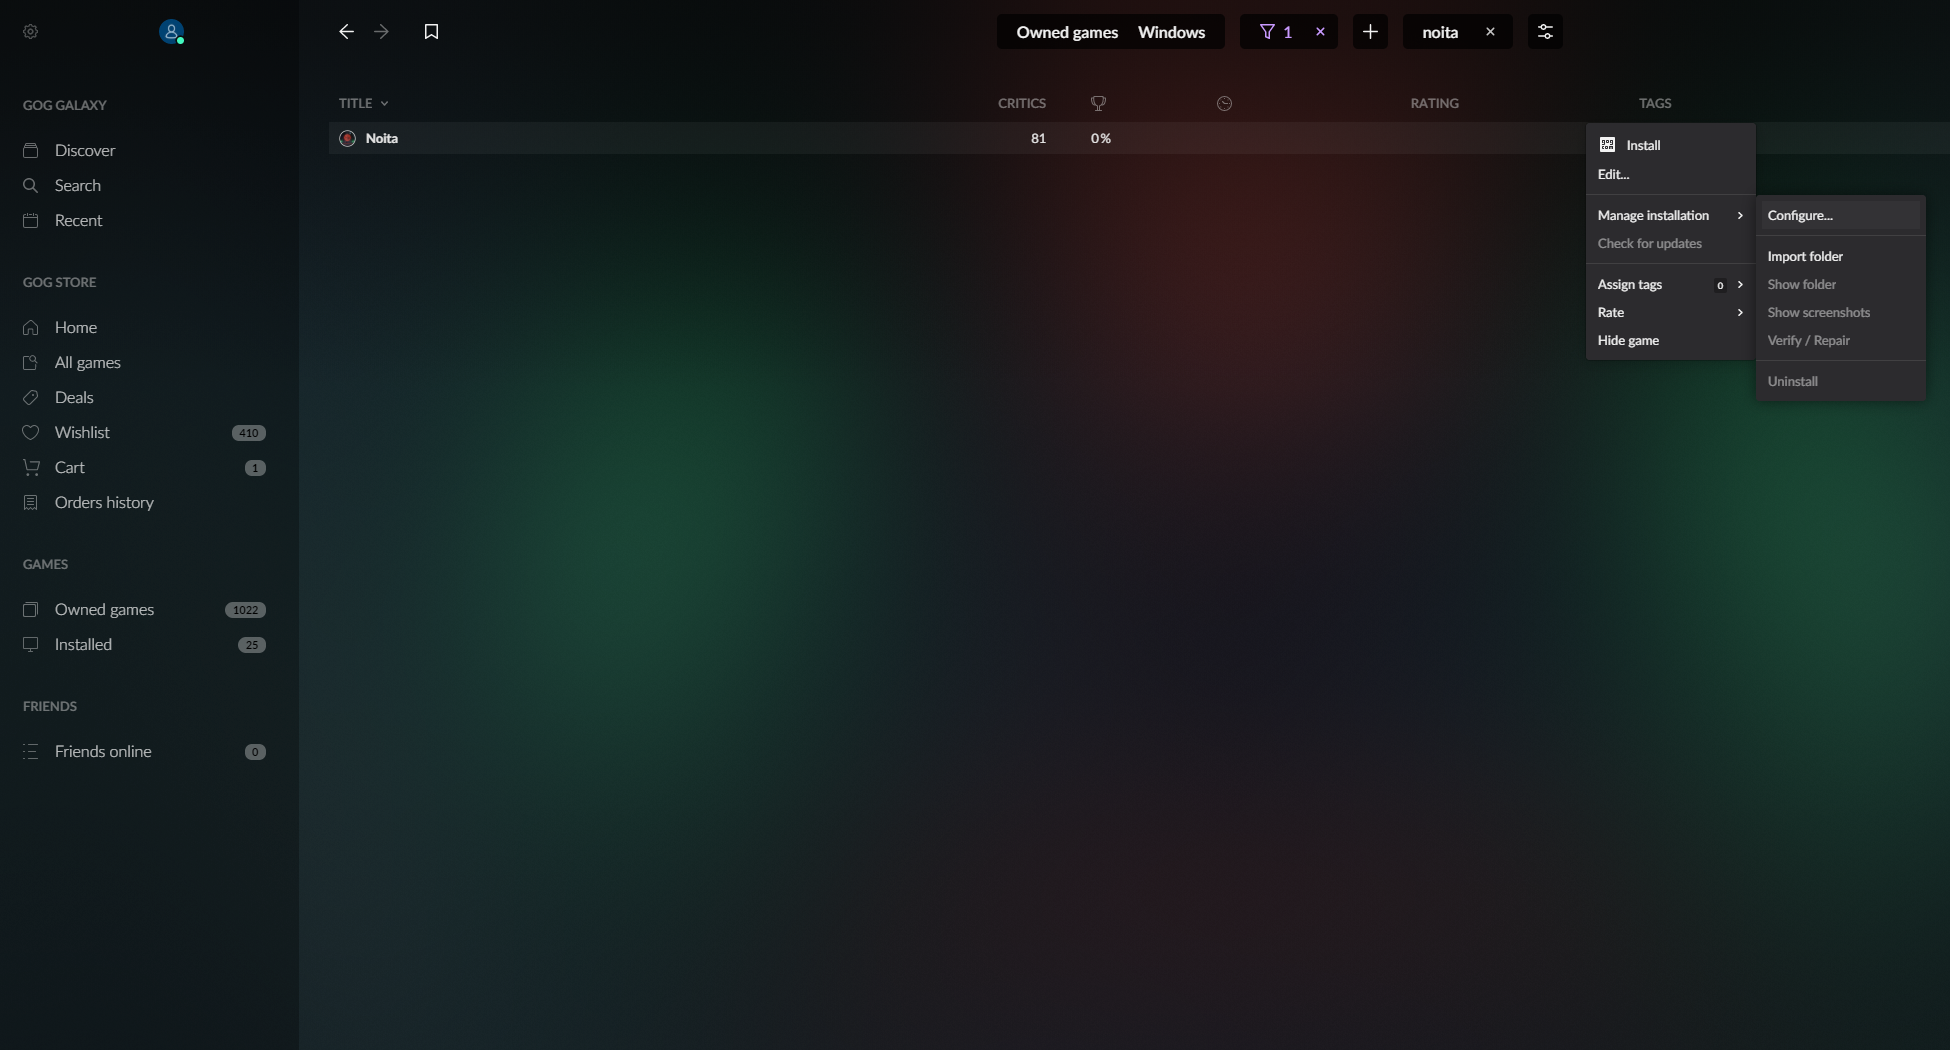 Owned games Windows 1 noita
GOG GALAXY
Discover
Search
Recent
GOG STORE
Home
All games
Deals
Wishlist 410
Cart 1
Orders history
GAMES
Owned games 1022
Installed 25
FRIENDS
Friends online 0
TITLE CRITICS RATING TAGS
Noita 81 0%
Install
Edit...
Manage installation
Check for updates
Assign tags 0
Rate
Hide game
Configure...
Import folder
Show folder
Show screenshots
Verify / Repair
Uninstall